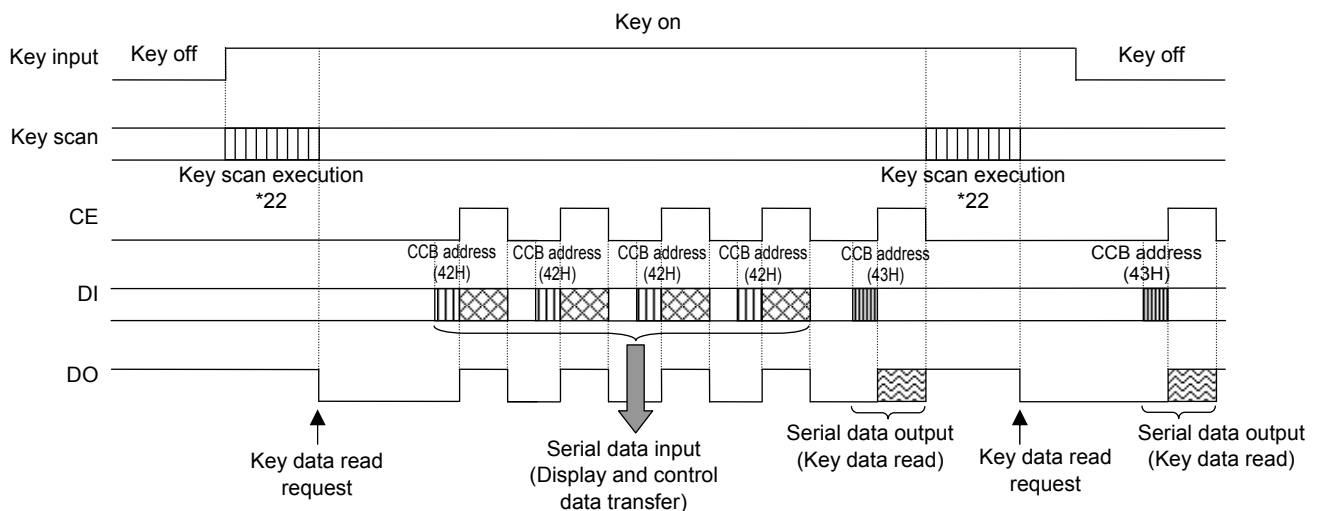 Key on
Key input
Key off
Key off
Key scan
Key scan execution
*22
Key scan execution
*22
CE
CCB address
(42H)
CCB address
(42H)
CCB address
(42H)
CCB address
(42H)
CCB address
(43H)
CCB address
(43H)
DI
DO
Key data read
request
Serial data input
(Display and control
data transfer)
Serial data output
(Key data read)
Key data read
request
Serial data output
(Key data read)